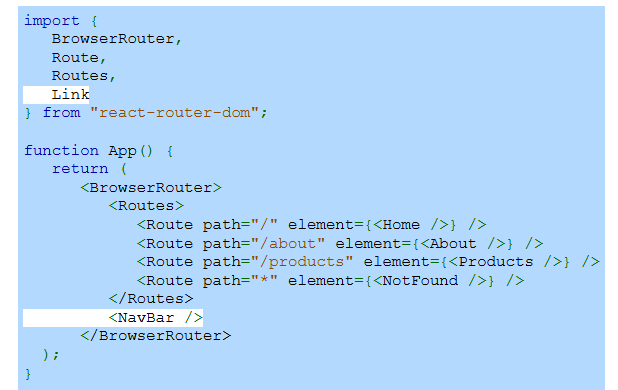 import {
   BrowserRouter,
   Route,
   Routes,
   Link
} from "react-router-dom";

function App() {
   return (
      <BrowserRouter>
         <Routes>
            <Route path="/" element={<Home />} />
            <Route path="/about" element={<About />} />
            <Route path="/products" element={<Products />} />
            <Route path="*" element={<NotFound />} />
         </Routes>
         <NavBar />
      </BrowserRouter>
  );
}